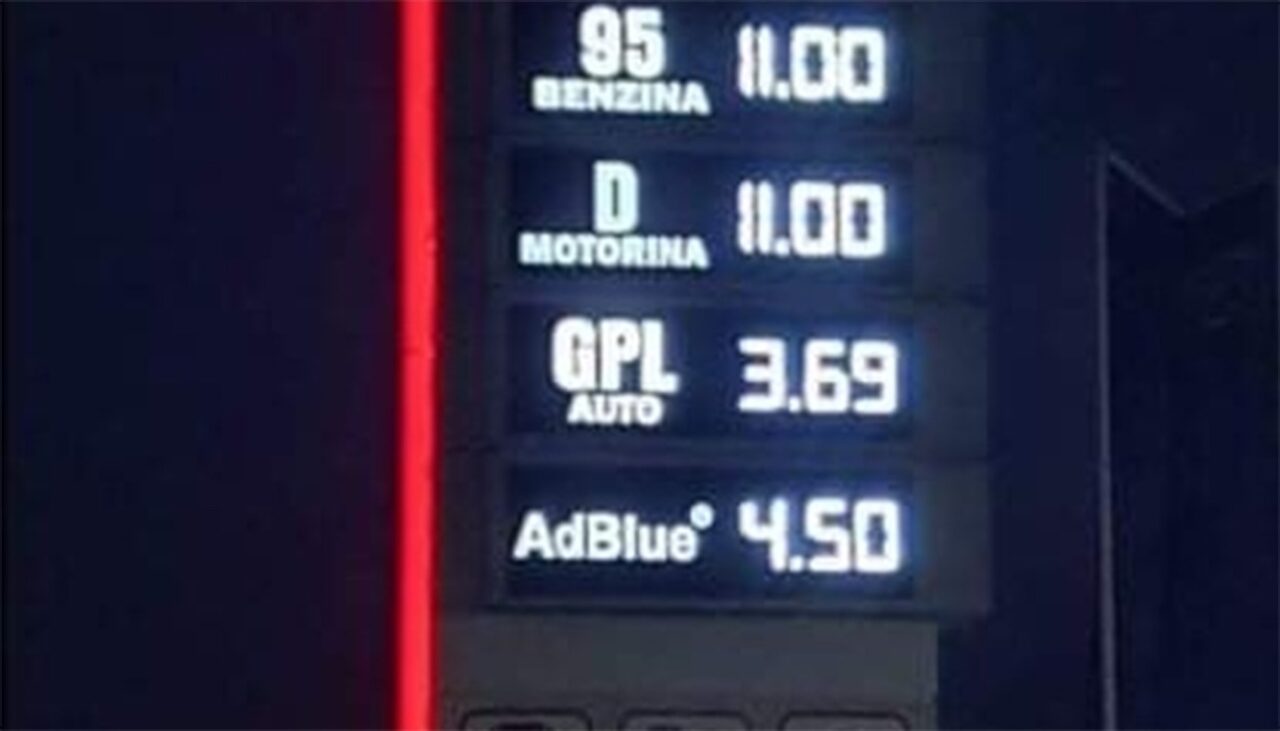 95 11.00
BENZINA
D 11.00
MOTORINA
GPL 3.69
AUTO
AdBlue® 4.50